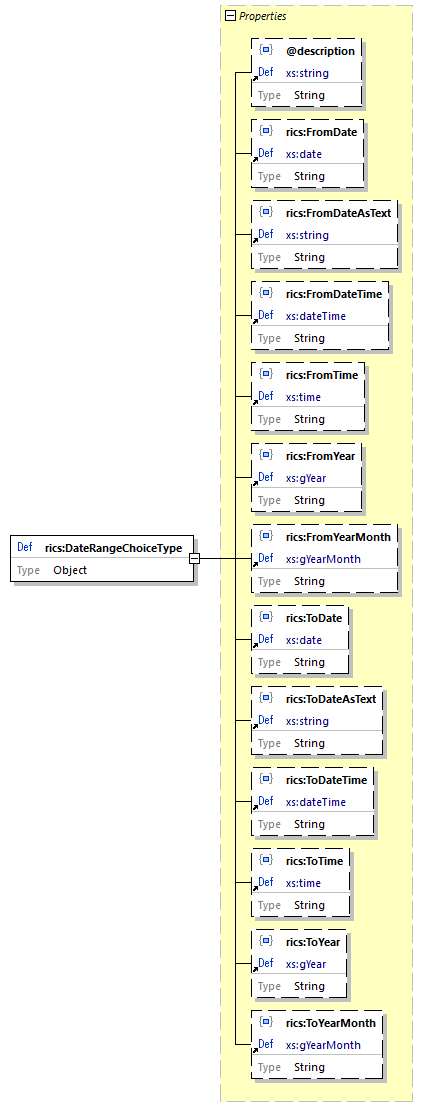 Properties
@description
Def xs:string
Type String
rics:FromDate
Def xs:date
Type String
rics:FromDateAsText
Def xs:string
Type String
rics:FromDateTime
Def xs:dateTime
Type String
rics:FromTime
Def xs:time
Type String
rics:FromYear
Def xs:gYear
Type String
Def rics:DateRangeChoiceType
Type Object
rics:FromYearMonth
Def xs:gYearMonth
Type String
rics:ToDate
Def xs:date
Type String
rics:ToDateAsText
Def xs:string
Type String
rics:ToDateTime
Def xs:dateTime
Type String
rics:ToTime
Def xs:time
Type String
rics:ToYear
Def xs:gYear
Type String
rics:ToYearMonth
Def xs:gYearMonth
Type String